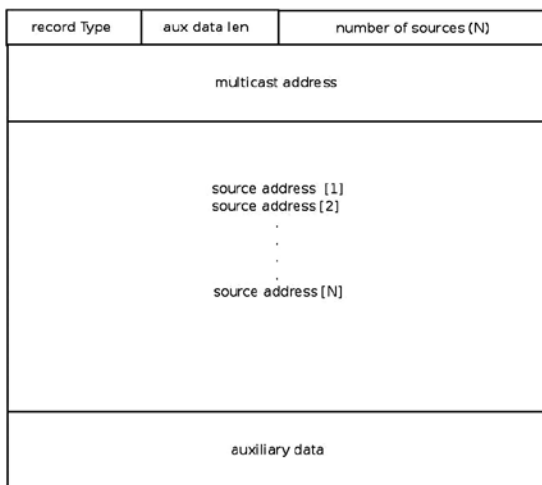 record Type aux data len number of sources (N)
multicast address
source address [1]
source address [2]
.
.
.
.
source address [N]
auxiliary data